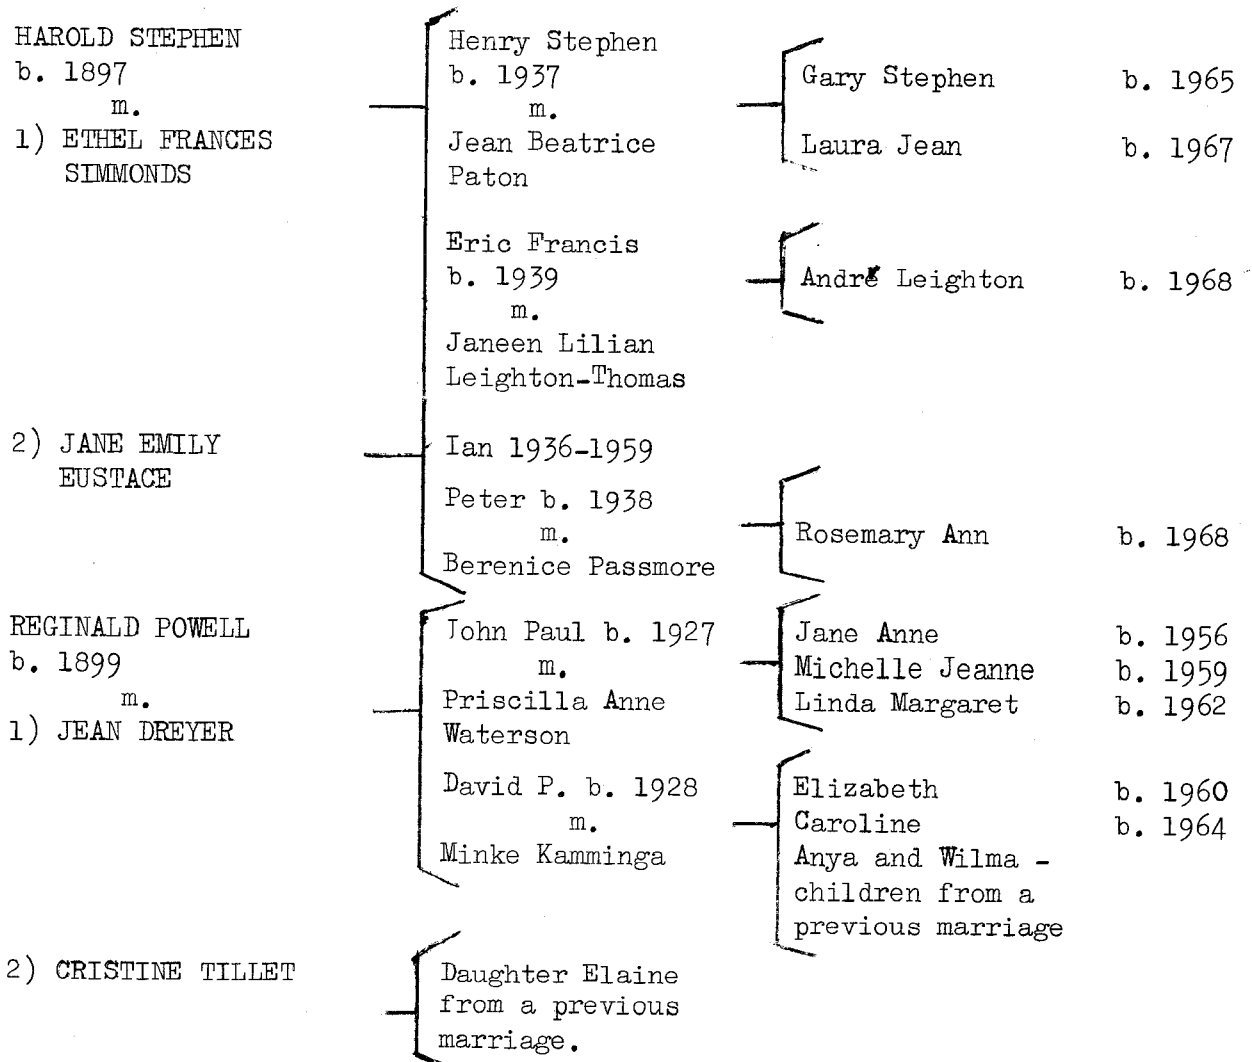 HAROLD STEPHEN
b. 1897
m.
1) ETHEL FRANCES
SIMMONDS
Henry Stephen
b. 1937
m.
Jean Beatrice
Paton
Gary Stephen b. 1965
Laura Jean b. 1967
Eric Francis
b. 1939
m.
Janeen Lilian
Leighton-Thomas
André Leighton b. 1968
2) JANE EMILY
EUSTACE
Ian 1936-1959
Peter b. 1938
m.
Berenice Passmore
Rosemary Ann b. 1968
REGINALD POWELL
b. 1899
m.
1) JEAN DREYER
John Paul b. 1927
m.
Priscilla Anne
Waterson
Jane Anne b. 1956
Michelle Jeanne b. 1959
Linda Margaret b. 1962
David P. b. 1928
m.
Minke Kamminga
Elizabeth b. 1960
Caroline b. 1964
Anya and Wilma -
children from a
previous marriage
2) CRISTINE TILLET
Daughter Elaine
from a previous
marriage.